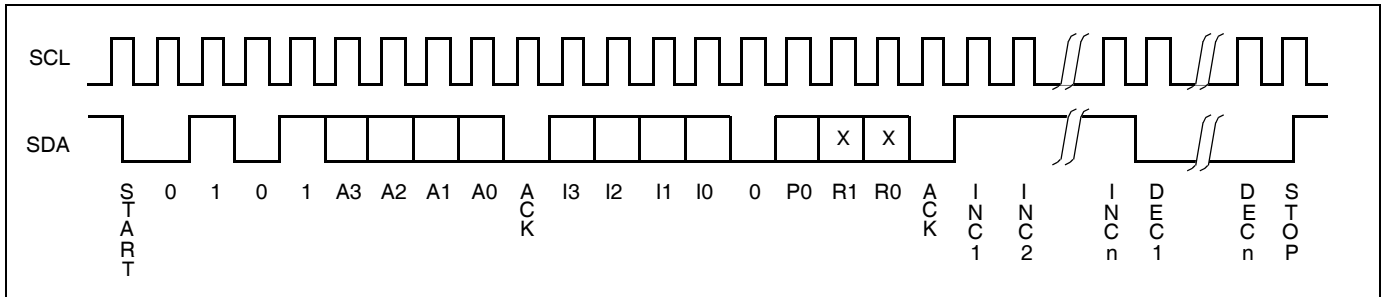 SCL
SDA
X X
START 0 1 0 1 A3 A2 A1 A0 ACK I3 I2 I1 I0 0 P0 R1 R0 ACK INC1 INC2 INCn DEC1 DECn STOP